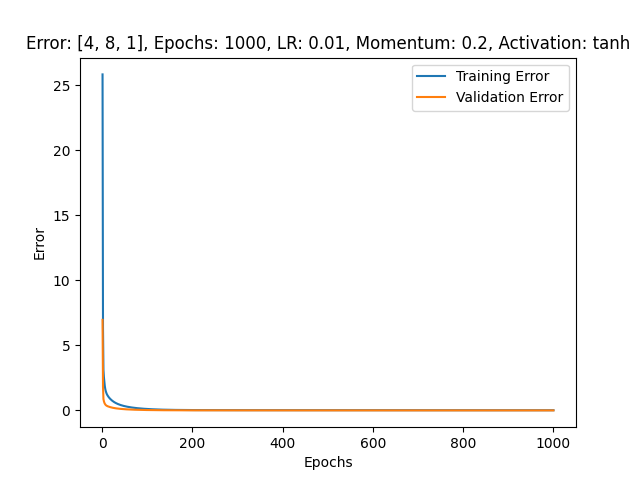 Error: [4, 8, 1], Epochs: 1000, LR: 0.01, Momentum: 0.2, Activation: tanh
Training Error
Validation Error
25
20
15
10
5
0
Error
0 200 400 600 800 1000
Epochs